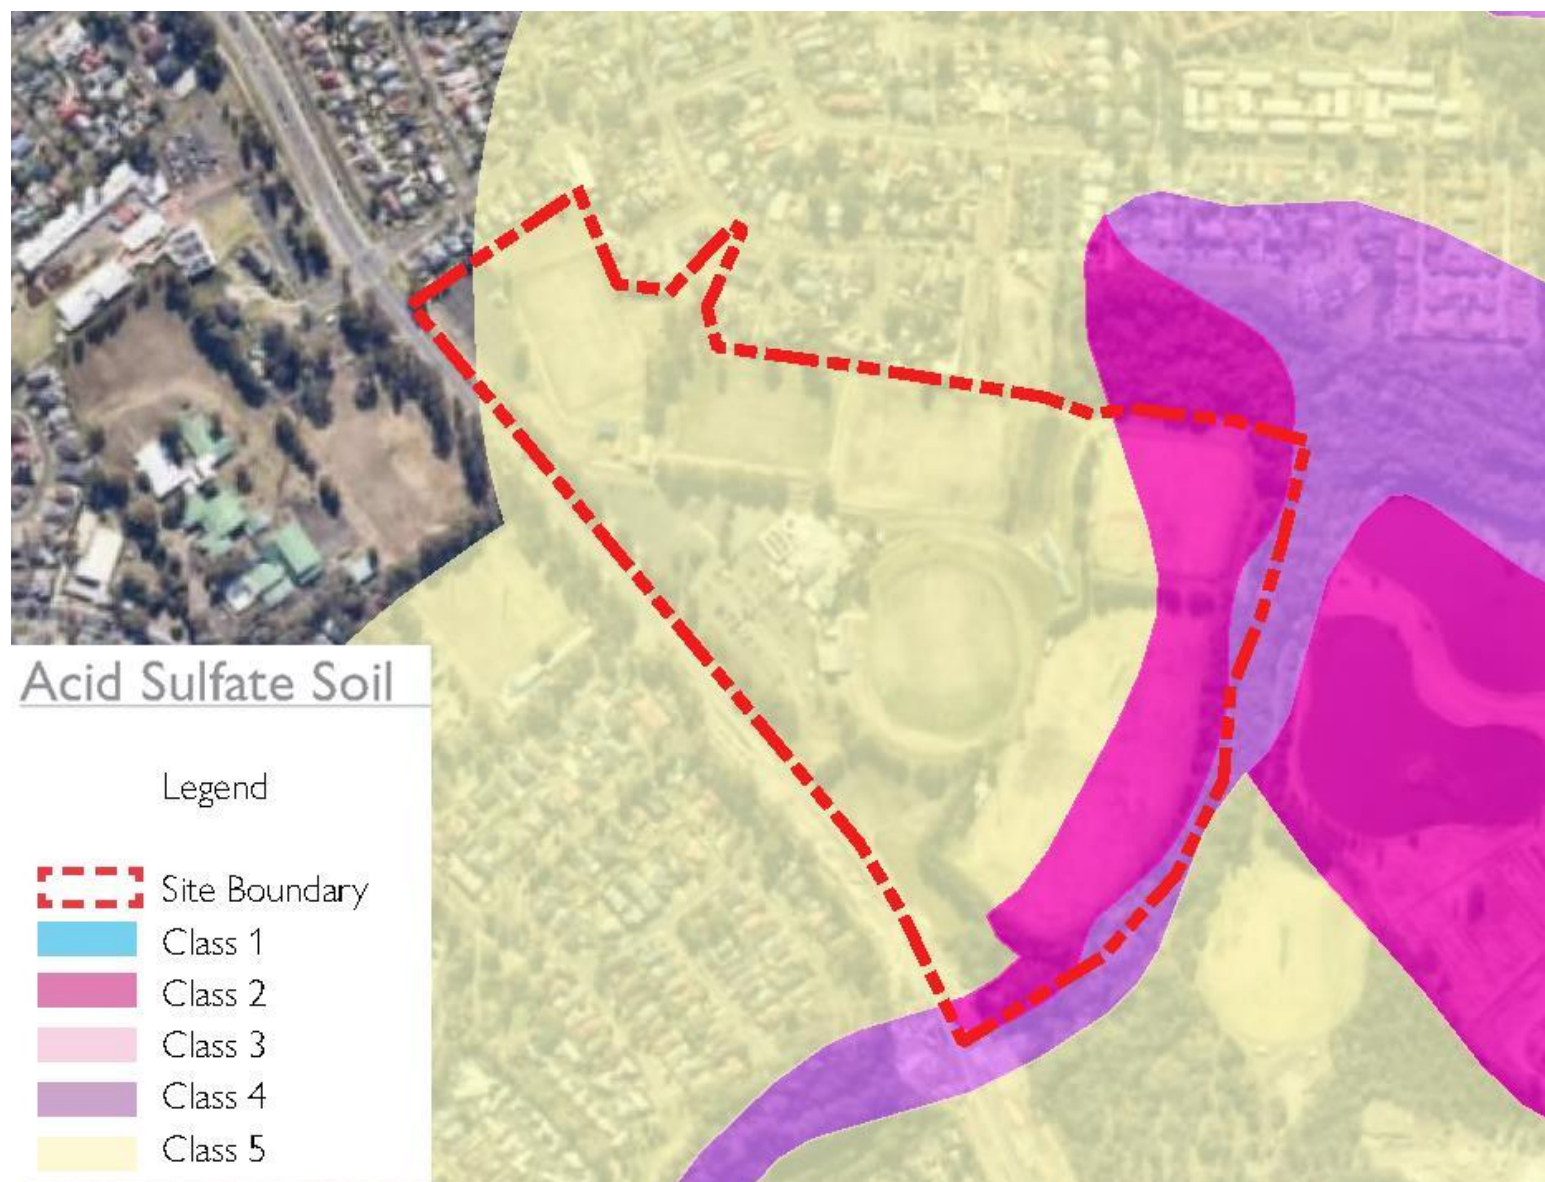 Acid Sulfate Soil
Legend
Site Boundary
Class 1
Class 2
Class 3
Class 4
Class 5